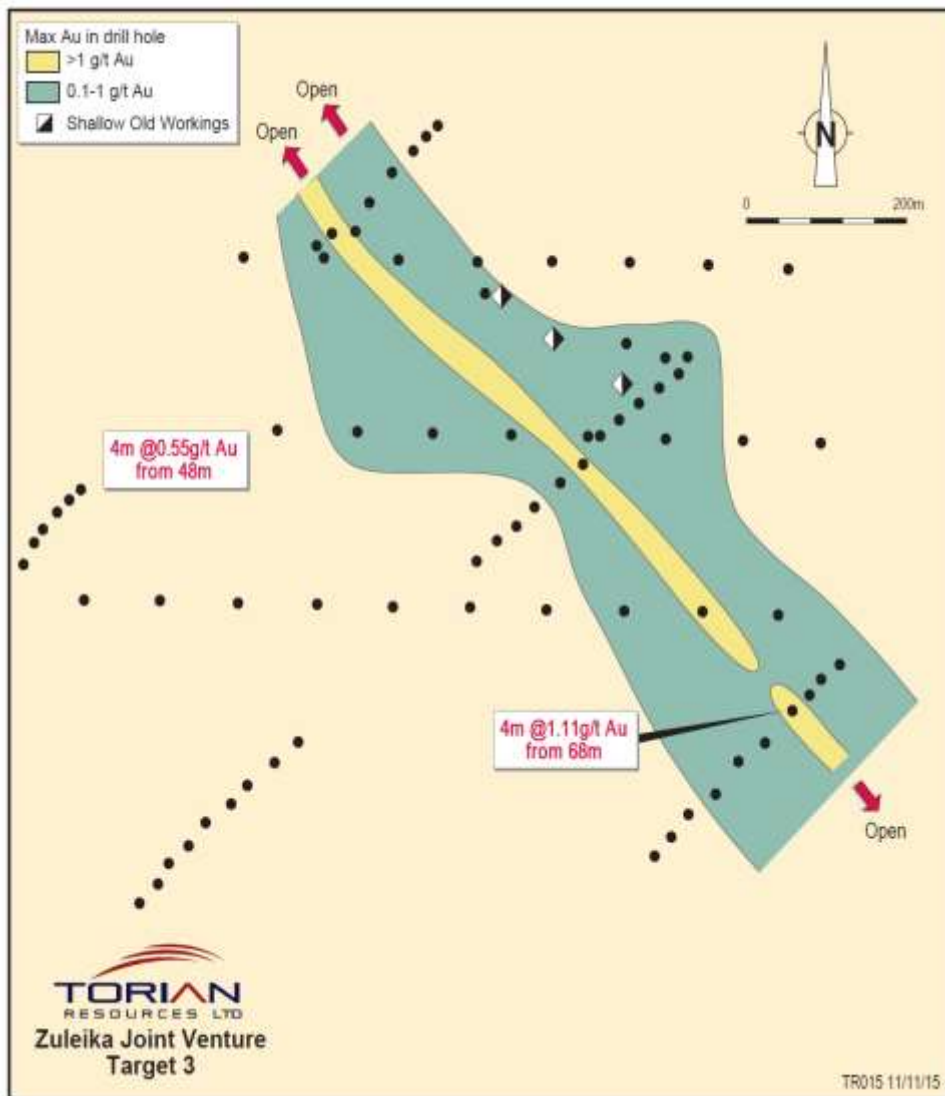 Max Au in drill hole
>1 g/t Au
0.1-1 g/t Au
Shallow Old Workings
Open
Open
N
0
200m
4m @0.55g/t Au
from 48m
4m @1.11g/t Au
from 68m
Open
TORIAN
RESOURCES LTD
Zuleika Joint Venture
Target 3
TR015 11/11/15